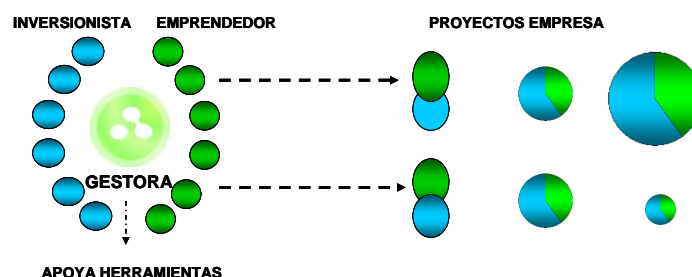 INVERSIONISTA
EMPRENDEDOR
PROYECTOS EMPRESA
GESTORA
APOYA HERRAMIENTAS